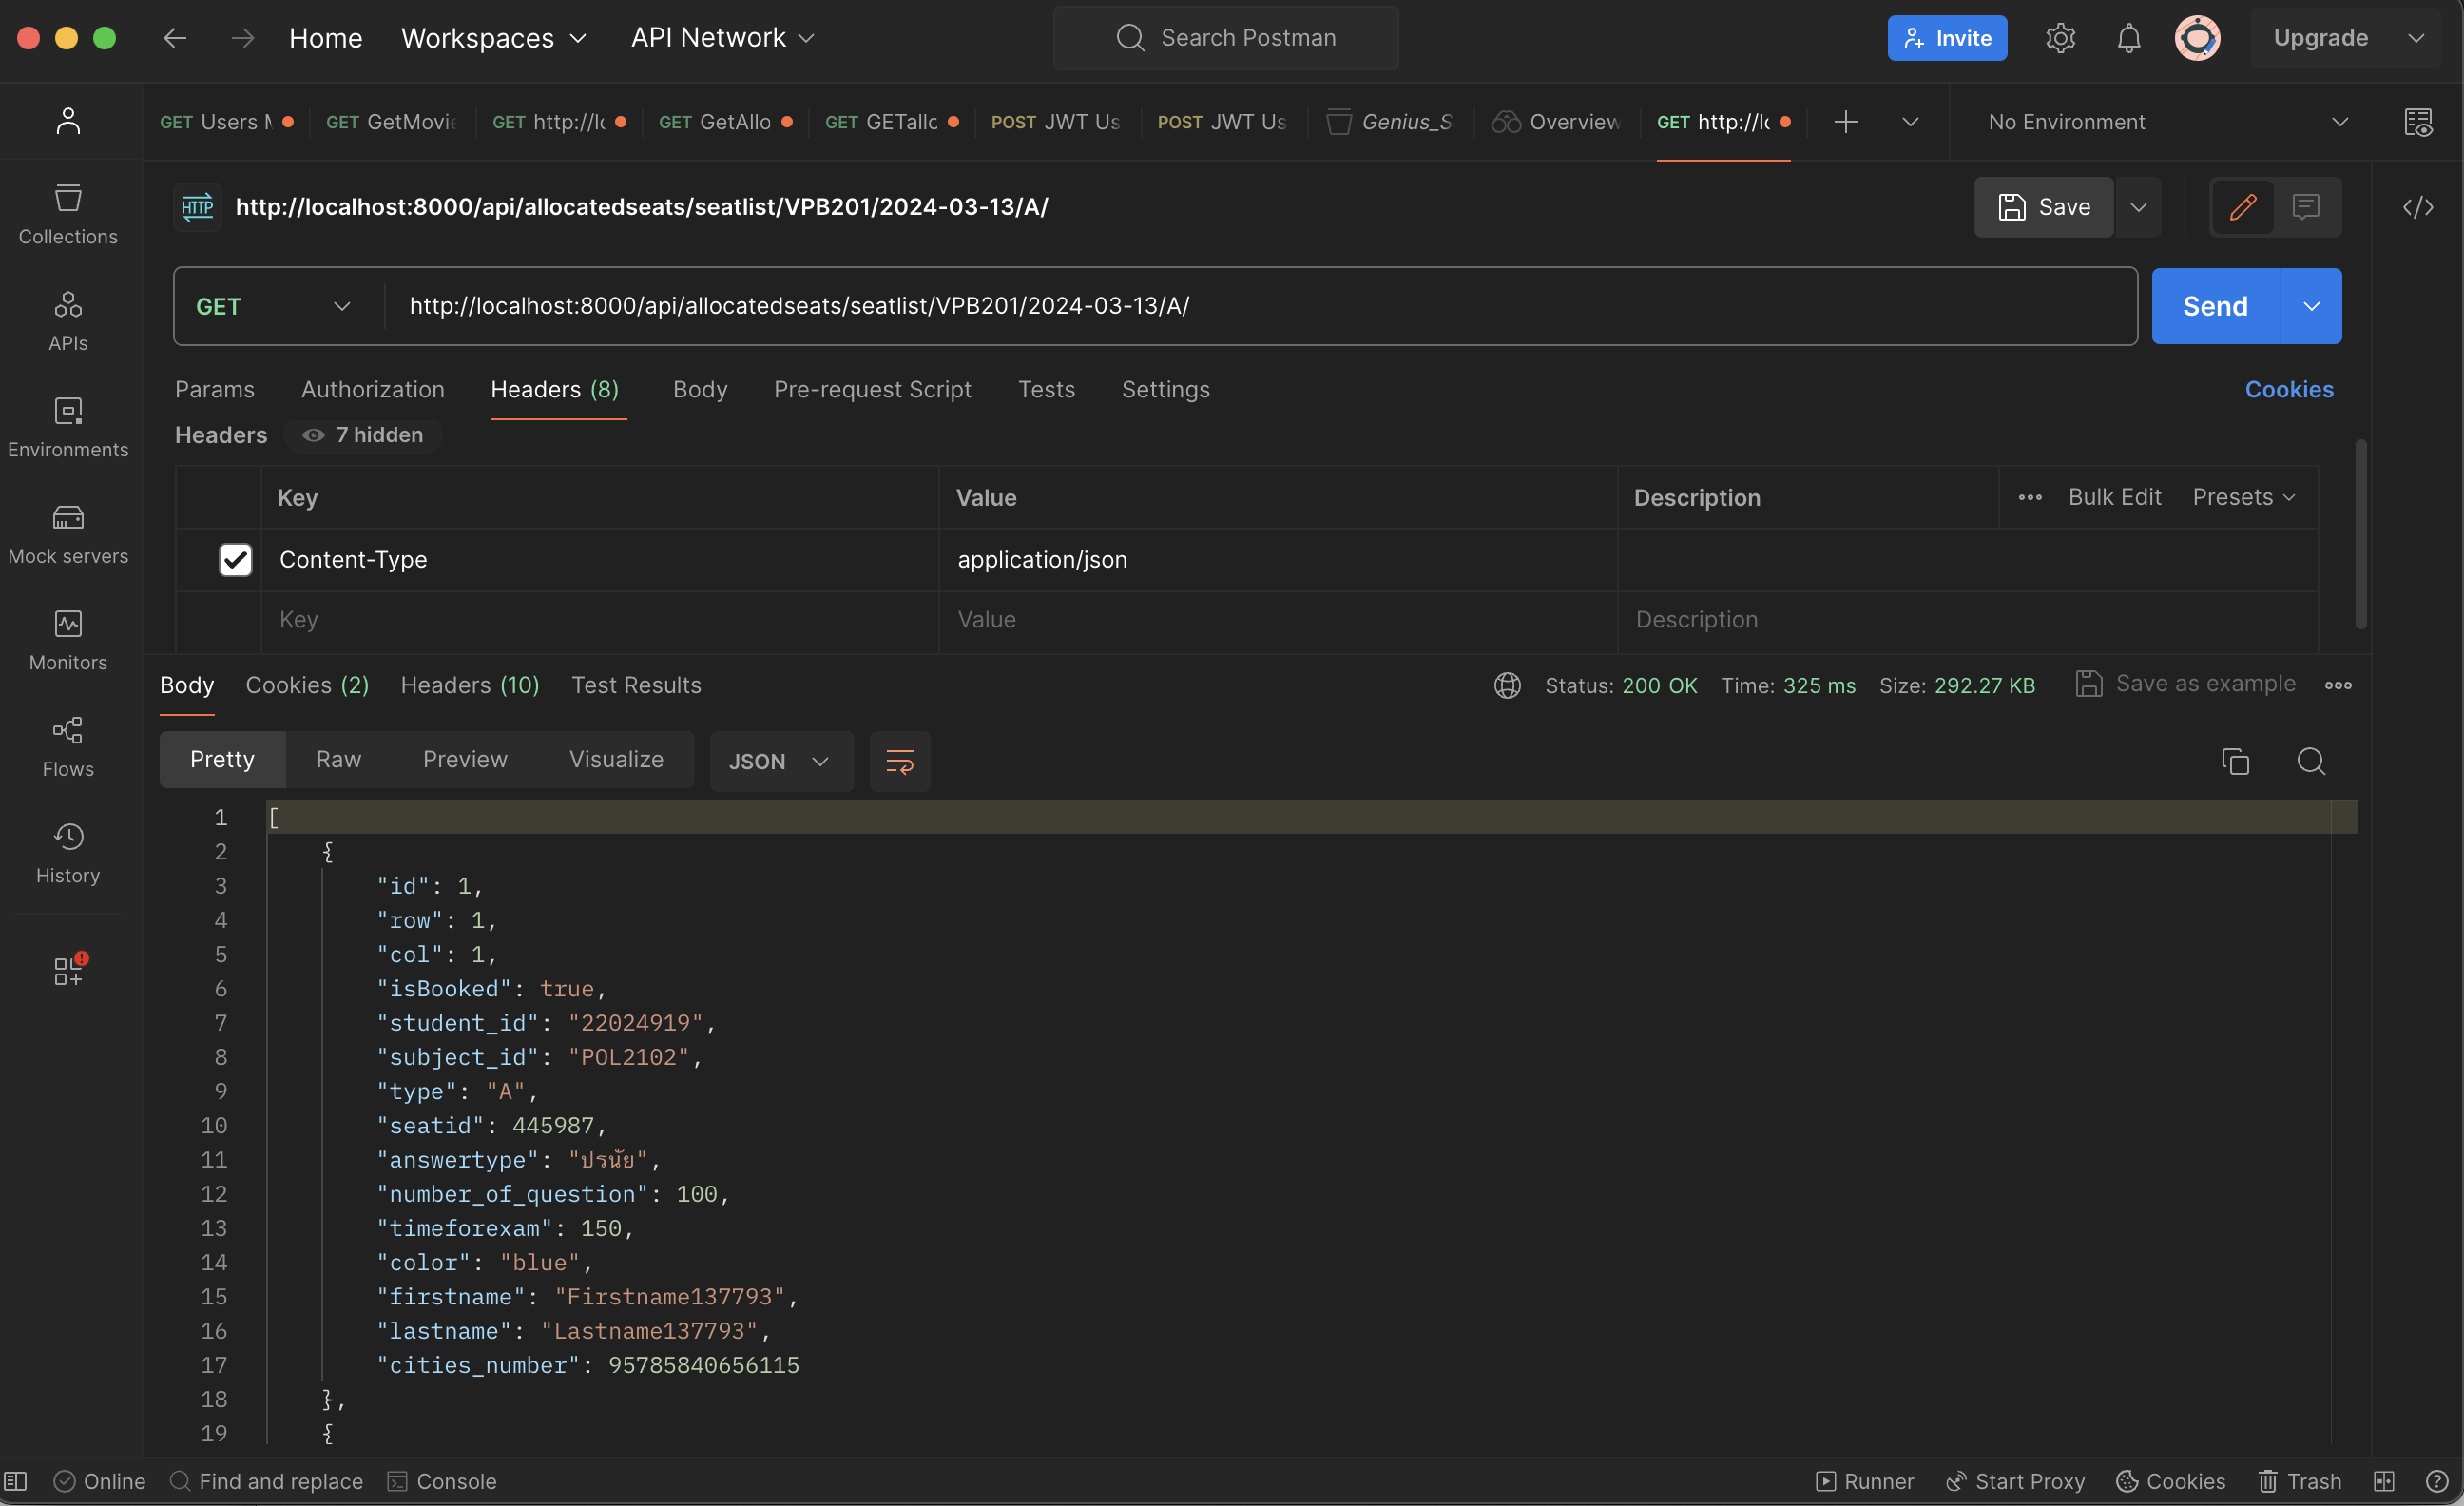 Home Workspaces API Network Search Postman Invite Upgrade
GET Users GET GetMovi GET http://lo GET GetAllo GET GETallo POST JWT Us POST JWT Us Genius_S Overview GET http://lo No Environment
HTTP http://localhost:8000/api/allocatedseats/seatlist/VPB201/2024-03-13/A/ Save
Collections
APIs
Environments
Mock servers
Monitors
Flows
History
GET http://localhost:8000/api/allocatedseats/seatlist/VPB201/2024-03-13/A/ Send
Params Authorization Headers (8) Body Pre-request Script Tests Settings Cookies
Headers 7 hidden
Key Value Description Bulk Edit Presets
Content-Type application/json
Key Value Description
Body Cookies (2) Headers (10) Test Results Status: 200 OK Time: 325 ms Size: 292.27 KB Save as example
Pretty Raw Preview Visualize JSON
1 [
2 {
3 "id": 1,
4 "row": 1,
5 "col": 1,
6 "isBooked": true,
7 "student_id": "22024919",
8 "subject_id": "POL2102",
9 "type": "A",
10 "seatid": 445987,
11 "answertype": "ปรนัย",
12 "number_of_question": 100,
13 "timeforexam": 150,
14 "color": "blue",
15 "firstname": "Firstname137793",
16 "lastname": "Lastname137793",
17 "cities_number": 95785840656115
18 },
19 {
Online Find and replace Console Runner Start Proxy Cookies Trash